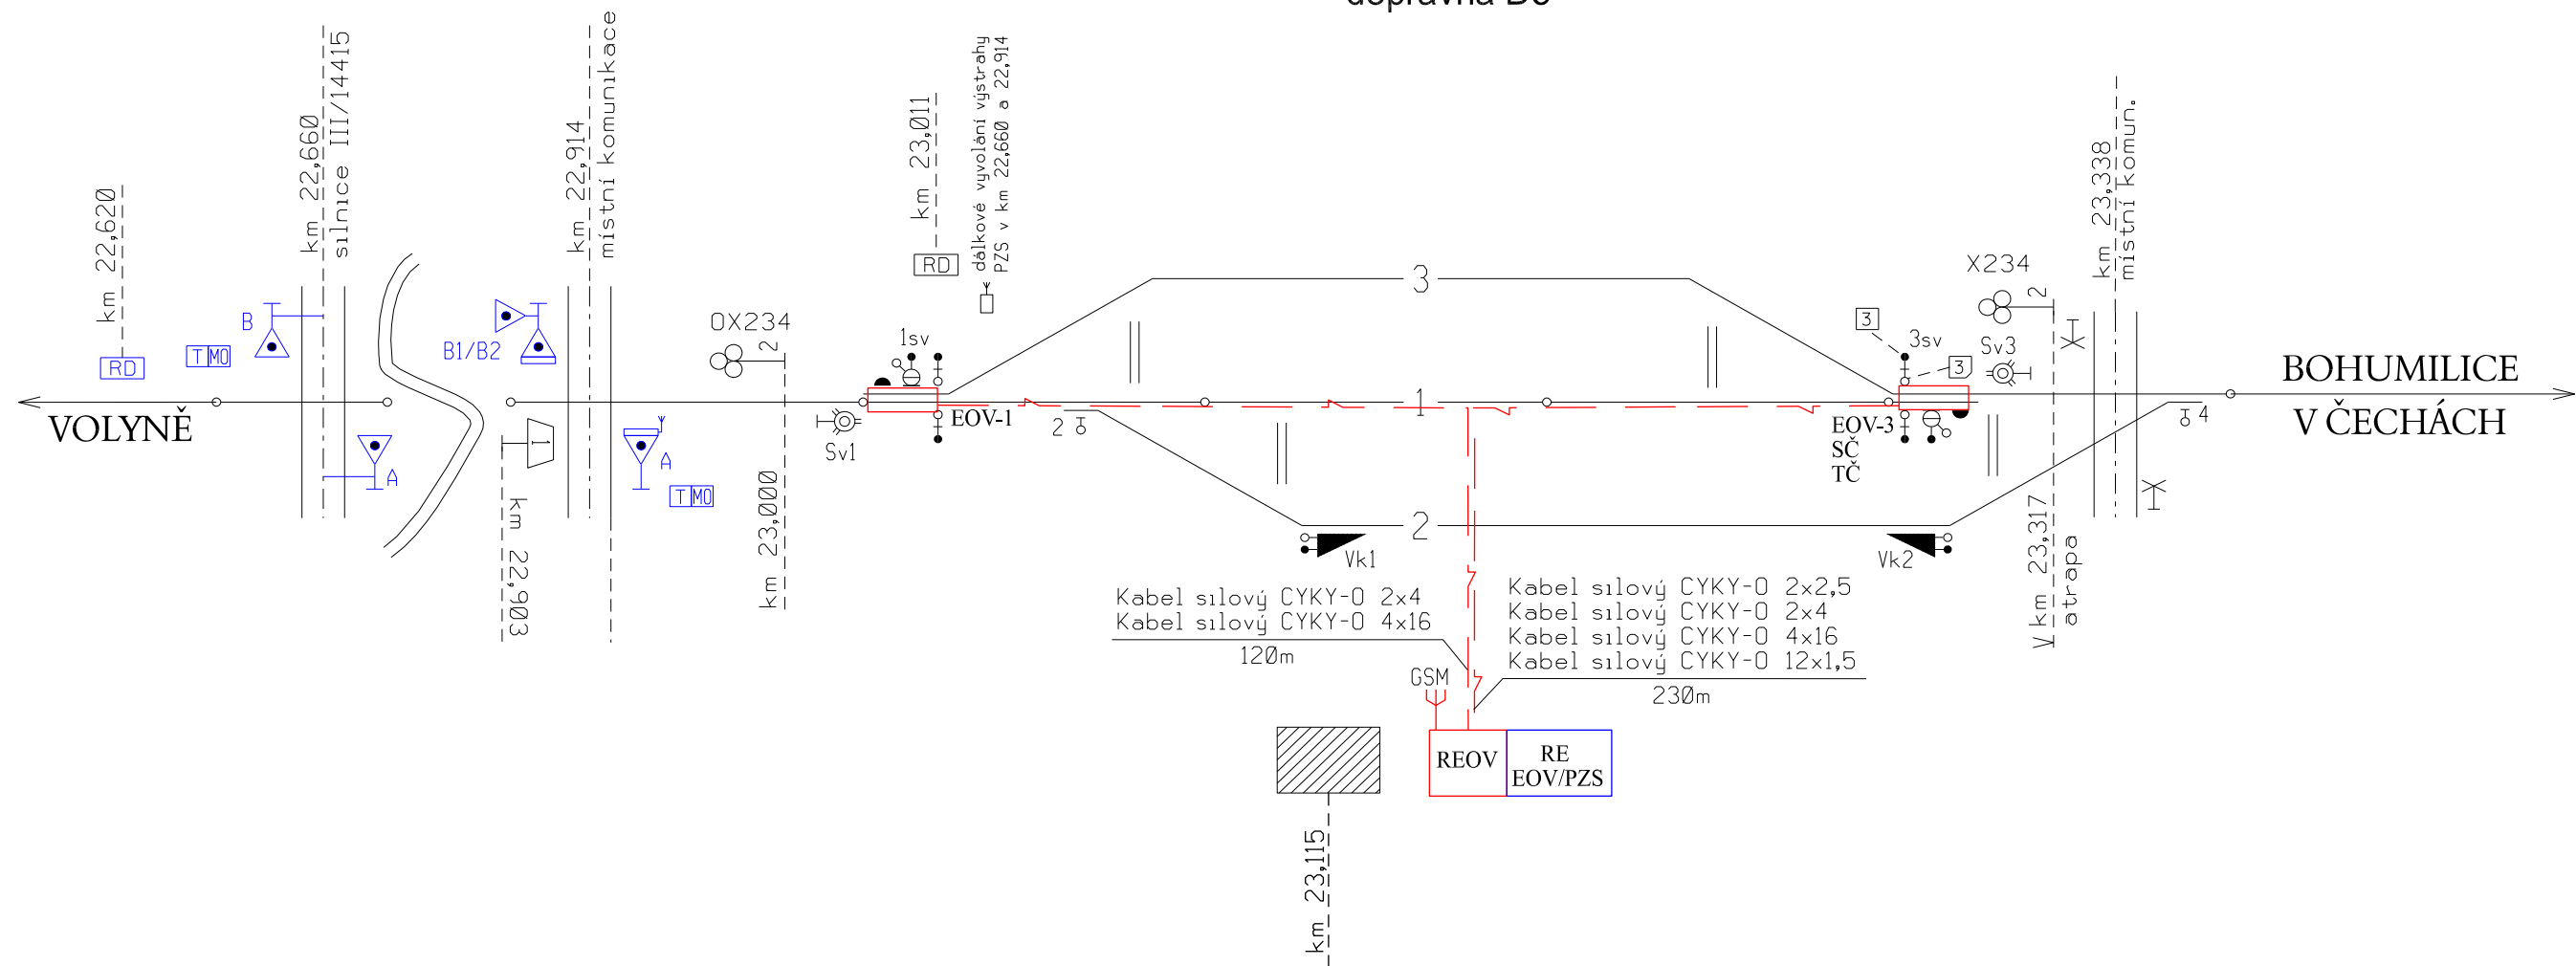 dopravna D3
km 22,620
RD
km 22,660
silnice III/14415
B
T MO
A
VOLYNĚ
km 22,914
místní komunikace
B1/B2
1
km 22,903
A
T MO
OX234
2
km 23,000
Sv1
1sv
km 23,011
RD
dálkové vyvolání výstrahy
PZS v km 22,660 a 22,914
EOV-1
2
3
1
2
Vk1
Vk2
3
3sv
3
Sv3
X234
2
EOV-3
SČ
TČ
V km 23,317
atrapa
km 23,338
místní komun.
4
BOHUMILICE
V ČECHÁCH
Kabel silový CYKY-O 2x4
Kabel silový CYKY-O 4x16
120m
Kabel silový CYKY-O 2x2,5
Kabel silový CYKY-O 2x4
Kabel silový CYKY-O 4x16
Kabel silový CYKY-O 12x1,5
230m
GSM
REOV
RE
EOV/PZS
km 23,115